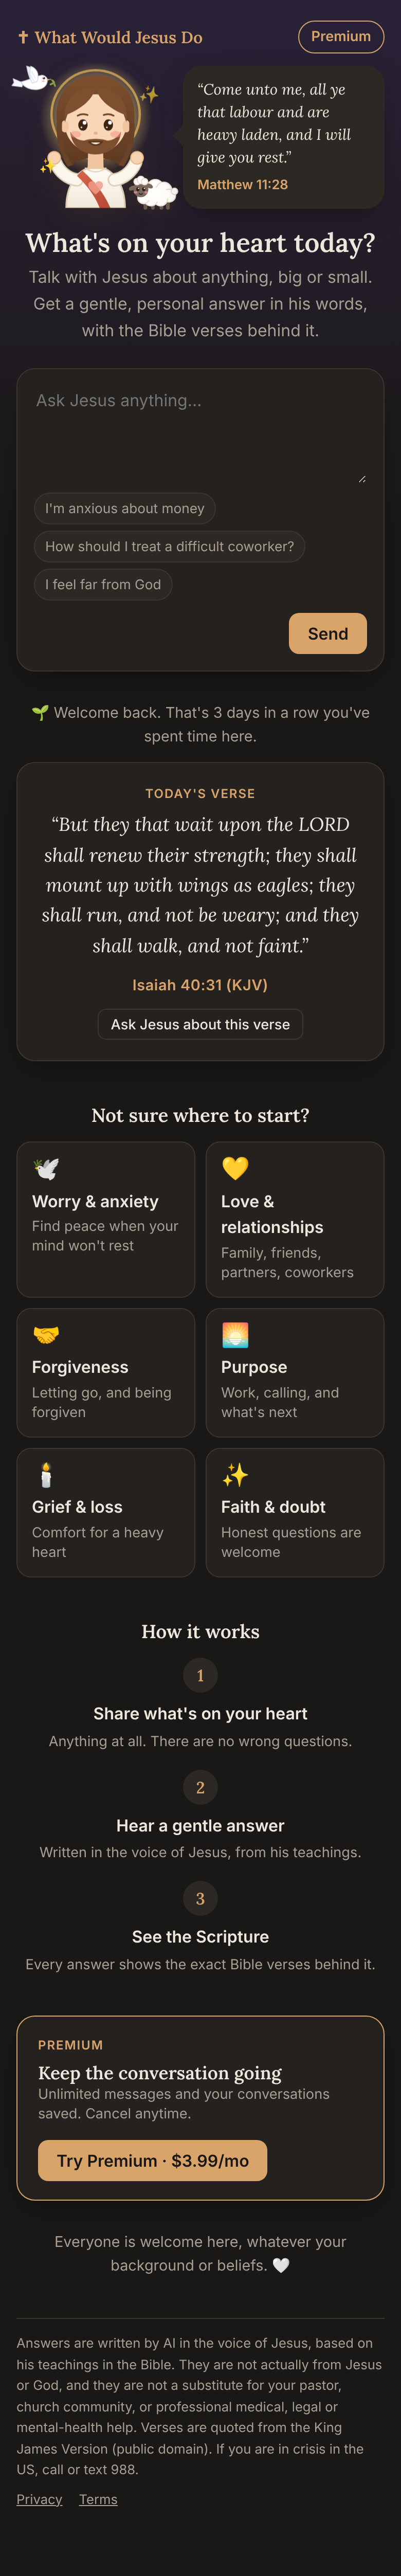 ✝ What Would Jesus Do
Premium
“Come unto me, all ye
that labour and are
heavy laden, and I will
give you rest.”
Matthew 11:28
What's on your heart today?
Talk with Jesus about anything, big or small.
Get a gentle, personal answer in his words,
with the Bible verses behind it.
Ask Jesus anything...
I'm anxious about money
How should I treat a difficult coworker?
I feel far from God
Send
🌱 Welcome back. That's 3 days in a row you've
spent time here.
TODAY'S VERSE
“But they that wait upon the LORD
shall renew their strength; they shall
mount up with wings as eagles; they
shall run, and not be weary; and they
shall walk, and not faint.”
Isaiah 40:31 (KJV)
Ask Jesus about this verse
Not sure where to start?
Worry & anxiety
Find peace when your
mind won't rest
Love &
relationships
Family, friends,
partners, coworkers
Forgiveness
Letting go, and being
forgiven
Purpose
Work, calling, and
what's next
Grief & loss
Comfort for a heavy
heart
Faith & doubt
Honest questions are
welcome
How it works
1
Share what's on your heart
Anything at all. There are no wrong questions.
2
Hear a gentle answer
Written in the voice of Jesus, from his teachings.
3
See the Scripture
Every answer shows the exact Bible verses behind it.
PREMIUM
Keep the conversation going
Unlimited messages and your conversations
saved. Cancel anytime.
Try Premium · $3.99/mo
Everyone is welcome here, whatever your
background or beliefs. 🤍
Answers are written by AI in the voice of Jesus, based on
his teachings in the Bible. They are not actually from Jesus
or God, and they are not a substitute for your pastor,
church community, or professional medical, legal or
mental-health help. Verses are quoted from the King
James Version (public domain). If you are in crisis in the
US, call or text 988.
Privacy
Terms